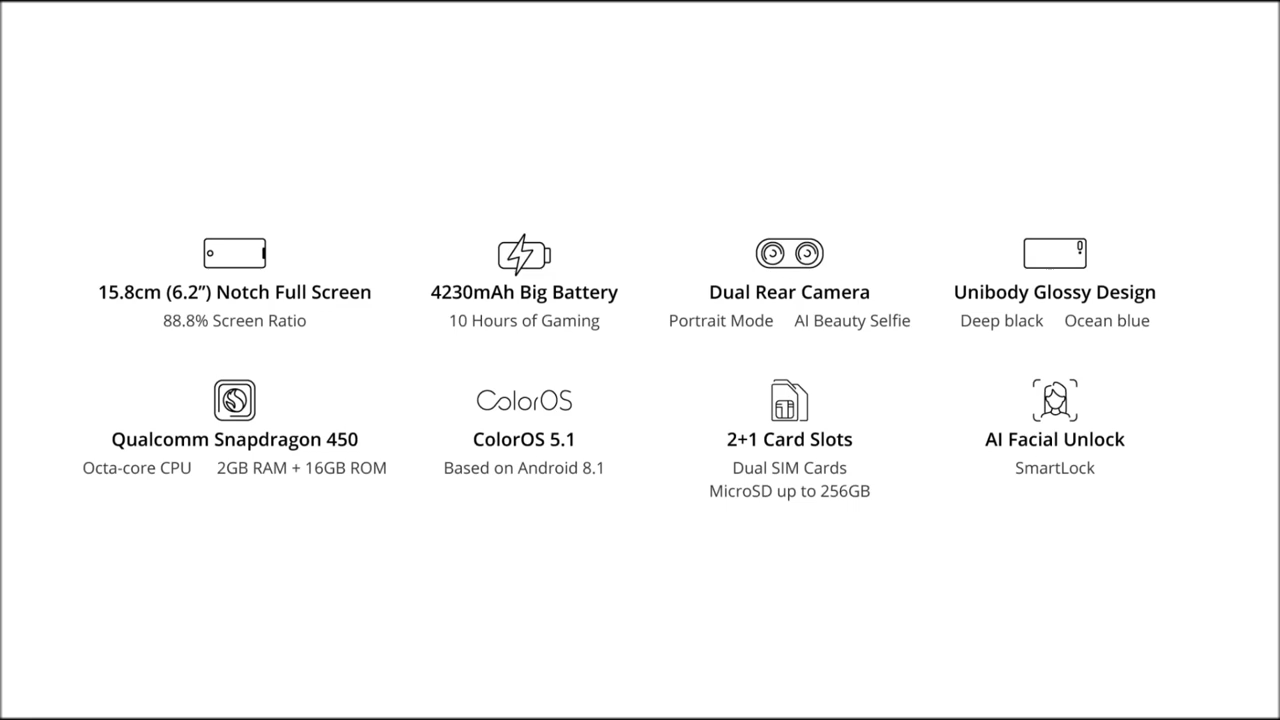 15.8cm (6.2”) Notch Full Screen
88.8% Screen Ratio
4230mAh Big Battery
10 Hours of Gaming
Dual Rear Camera
Portrait Mode AI Beauty Selfie
Unibody Glossy Design
Deep black Ocean blue
Qualcomm Snapdragon 450
Octa-core CPU 2GB RAM + 16GB ROM
ColorOS
ColorOS 5.1
Based on Android 8.1
2+1 Card Slots
Dual SIM Cards
MicroSD up to 256GB
AI Facial Unlock
SmartLock